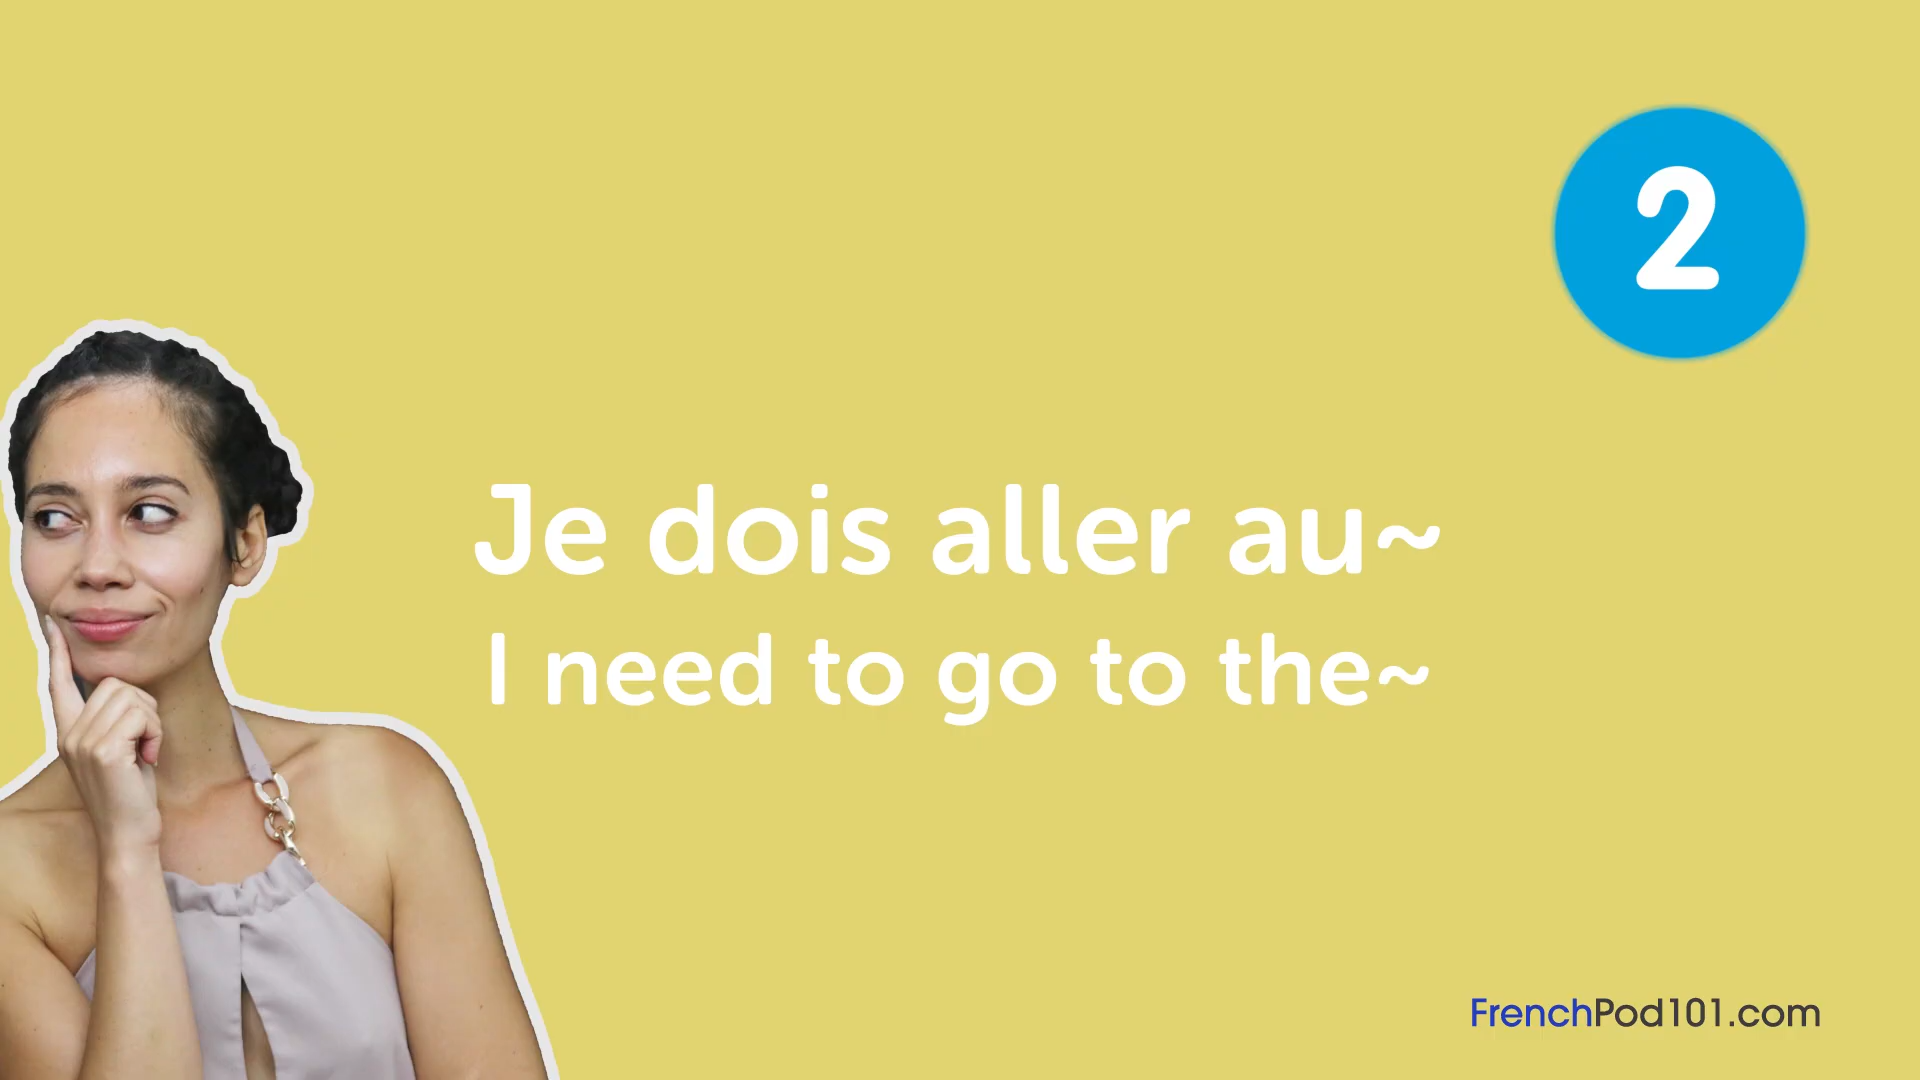 2
Je dois aller au~
I need to go to the~
FrenchPod101.com